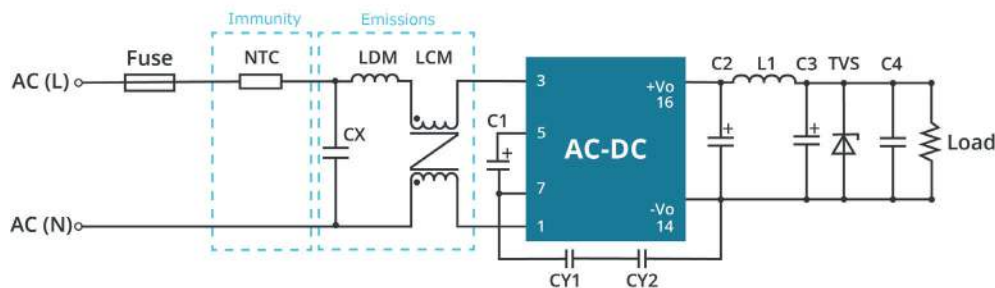 Immunity
Emissions
Fuse
NTC
LDM
LCM
C2
L1
C3
TVS
C4
AC (L)
3
+Vo
16
C1
5
CX
AC-DC
Load
7
AC (N)
1
-Vo
14
CY1
CY2
+
+
+